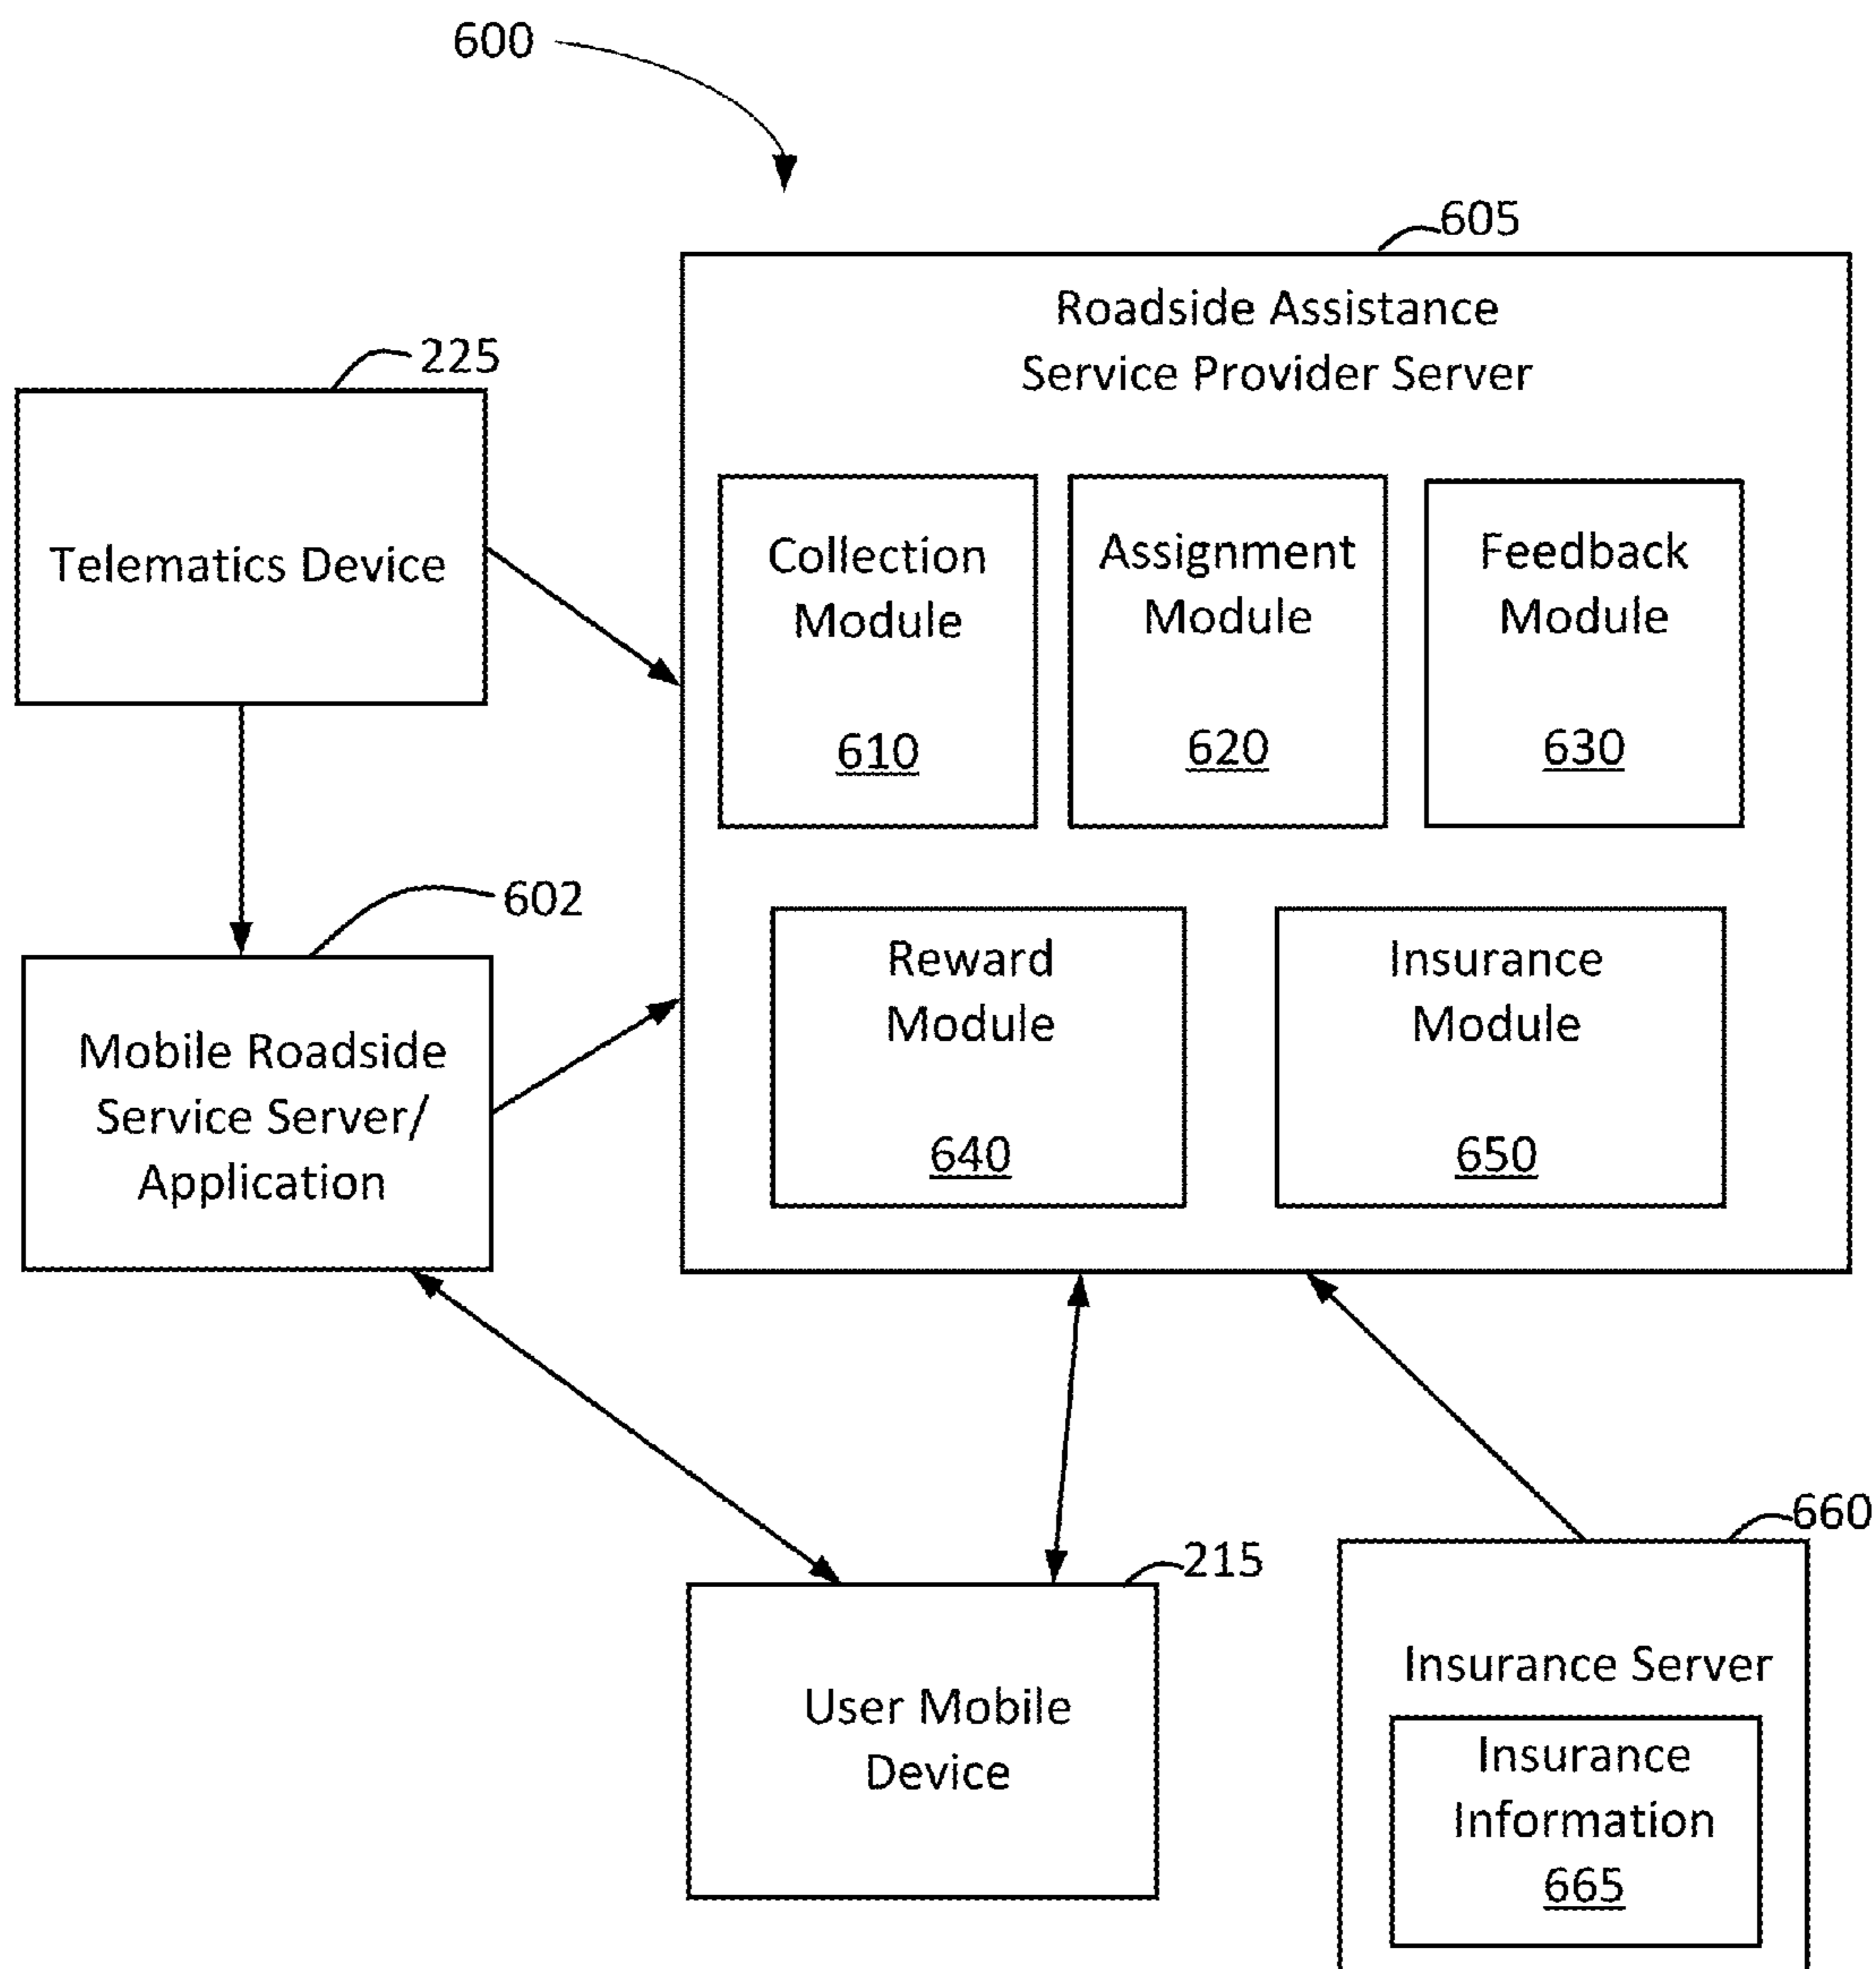 600
605
Roadside Assistance
Service Provider Server
225
Telematics Device
Collection
Module
610
Assignment
Module
620
Feedback
Module
630
602
Mobile Roadside
Service Server/
Application
Reward
Module
640
Insurance
Module
650
215
User Mobile
Device
660
Insurance Server
Insurance
Information
665